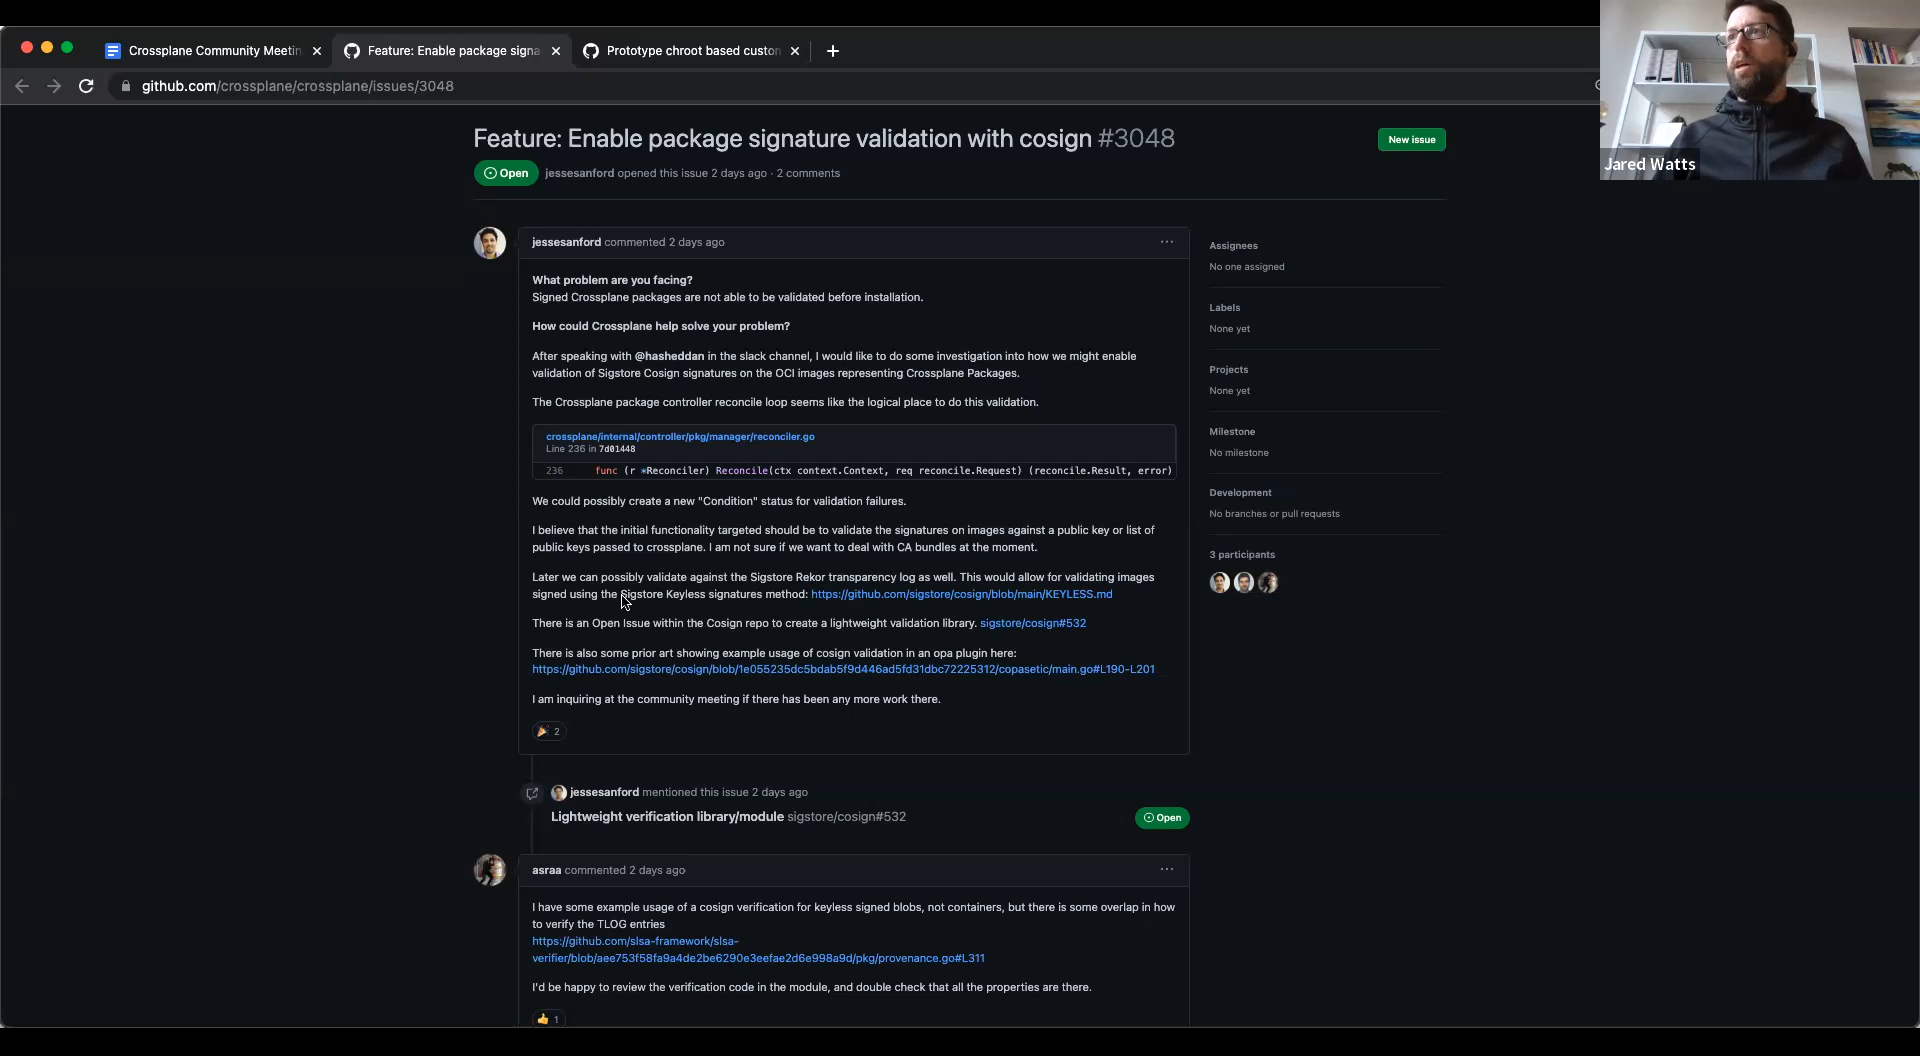 Crossplane Community Meetin
Feature: Enable package signa
Prototype chroot based custon
github.com/crossplane/crossplane/issues/3048
Jared Watts
Feature: Enable package signature validation with cosign #3048
New issue
Open
jessesanford opened this issue 2 days ago · 2 comments
jessesanford commented 2 days ago
What problem are you facing?
Signed Crossplane packages are not able to be validated before installation.
How could Crossplane help solve your problem?
After speaking with @hasheddan in the slack channel, I would like to do some investigation into how we might enable
validation of Sigstore Cosign signatures on the OCI images representing Crossplane Packages.
The Crossplane package controller reconcile loop seems like the logical place to do this validation.
crossplane/internal/controller/pkg/manager/reconciler.go
Line 236 in 7d01448
236 func (r *Reconciler) Reconcile(ctx context.Context, req reconcile.Request) (reconcile.Result, error)
We could possibly create a new "Condition" status for validation failures.
I believe that the initial functionality targeted should be to validate the signatures on images against a public key or list of
public keys passed to crossplane. I am not sure if we want to deal with CA bundles at the moment.
Later we can possibly validate against the Sigstore Rekor transparency log as well. This would allow for validating images
signed using the Sigstore Keyless signatures method: https://github.com/sigstore/cosign/blob/main/KEYLESS.md
There is an Open Issue within the Cosign repo to create a lightweight validation library. sigstore/cosign#532
There is also some prior art showing example usage of cosign validation in an opa plugin here:
https://github.com/sigstore/cosign/blob/1e055235dc5bdab5f9d446ad5fd31dbc72225312/copasetic/main.go#L190-L201
I am inquiring at the community meeting if there has been any more work there.
🎉 2
Assignees
No one assigned
Labels
None yet
Projects
None yet
Milestone
No milestone
Development
No branches or pull requests
3 participants
jessesanford mentioned this issue 2 days ago
Lightweight verification library/module sigstore/cosign#532
Open
asraa commented 2 days ago
I have some example usage of a cosign verification for keyless signed blobs, not containers, but there is some overlap in how
to verify the TLOG entries
https://github.com/slsa-framework/slsa-
verifier/blob/aee753f58fa9a4de2be6290e3eefae2d6e998a9d/pkg/provenance.go#L311
I'd be happy to review the verification code in the module, and double check that all the properties are there.
👍 1